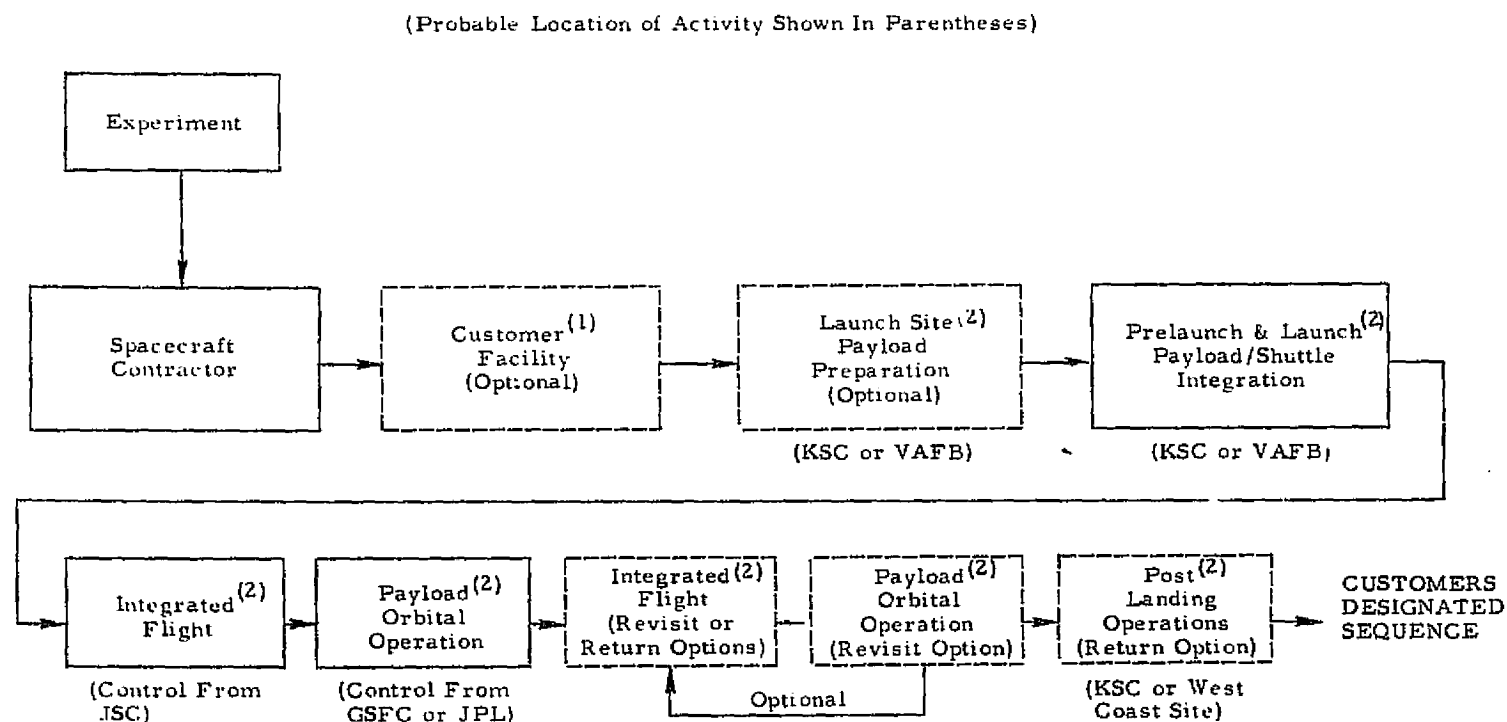 (Probable Location of Activity Shown In Parentheses)
Experiment
Spacecraft
Contractor
Customer(1)
Facility
(Optional)
Launch Site(2)
Payload
Preparation
(Optional)
(KSC or VAFB)
Prelaunch & Launch(2)
Payload/Shuttle
Integration
(KSC or VAFB)
Integrated(2)
Flight
(Control From
JSC)
Payload(2)
Orbital
Operation
(Control From
GSFC or JPL)
Integrated(2)
Flight
(Revisit or
Return Options)
Payload(2)
Orbital
Operation
(Revisit Option)
Optional
Post(2)
Landing
Operations
(Return Option)
(KSC or West
Coast Site)
CUSTOMERS
DESIGNATED
SEQUENCE